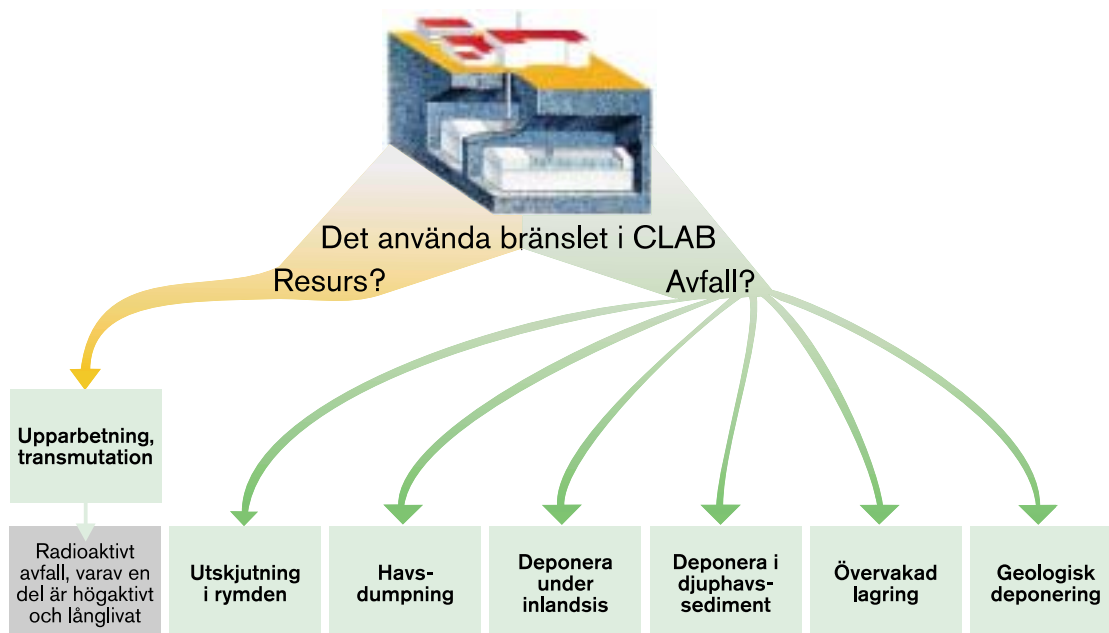 Det använda bränslet i CLAB
Resurs?
Avfall?
Upparbetning,
transmutation
Radioaktivt
avfall, varav en
del är högaktivt
och långlivat
Utskjutning
i rymden
Havs-
dumpning
Deponera
under
inlandsis
Deponera i
djuphavs-
sediment
Övervakad
lagring
Geologisk
deponering